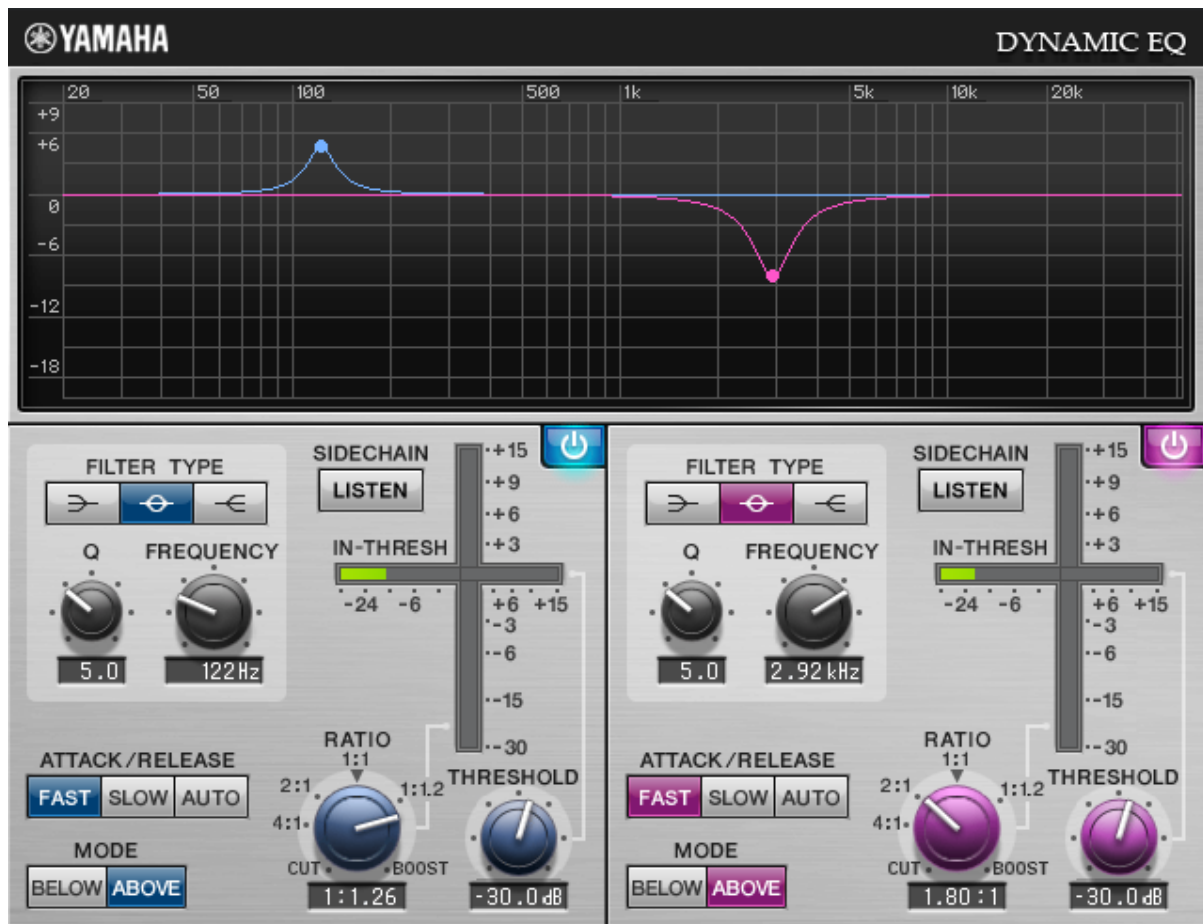 YAMAHA
DYNAMIC EQ
20 50 100 500 1k 5k 10k 20k
+9
+6
0
-6
-12
-18
FILTER TYPE
SIDECHAIN
LISTEN
Q
FREQUENCY
5.0
122Hz
IN-THRESH
-24 -6 +6 +15
+15
+9
+6
+3
-3
-6
-15
-30
ATTACK/RELEASE
FAST SLOW AUTO
MODE
BELOW ABOVE
RATIO
1:1
2:1
1:1.2
4:1
CUT BOOST
1:1.26
THRESHOLD
-30.0dB
FILTER TYPE
SIDECHAIN
LISTEN
Q
FREQUENCY
5.0
2.92kHz
IN-THRESH
-24 -6 +6 +15
+15
+9
+6
+3
-3
-6
-15
-30
ATTACK/RELEASE
FAST SLOW AUTO
MODE
BELOW ABOVE
RATIO
1:1
2:1
1:1.2
4:1
CUT BOOST
1.80:1
THRESHOLD
-30.0dB